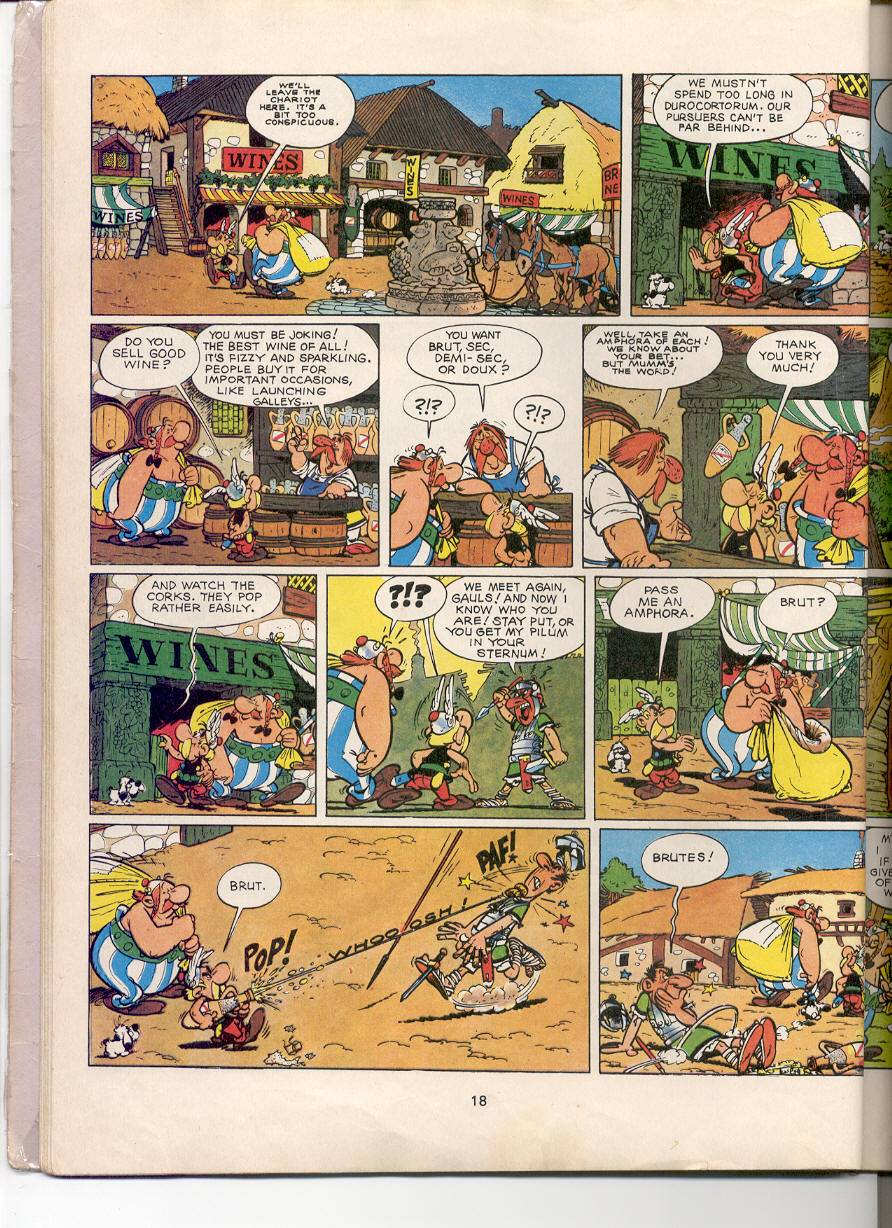 WE'LL
LEAVE THE
CHARIOT
HERE. IT'S A
BIT TOO
CONSPICUOUS.
WINES
WINES
WINES
WINES
BR
NE
WE MUSTN'T
SPEND TOO LONG IN
DUROCORTORUM. OUR
PURSUERS CAN'T BE
FAR BEHIND...
WINES
DO YOU
SELL GOOD
WINE?
YOU MUST BE JOKING!
THE BEST WINE OF ALL!
IT'S FIZZY AND SPARKLING.
PEOPLE BUY IT FOR
IMPORTANT OCCASIONS,
LIKE LAUNCHING
GALLEYS...
YOU WANT
BRUT, SEC,
DEMI-SEC,
OR DOUX?
?!?
?!?
WELL, TAKE AN
AMPHORA OF EACH!
WE KNOW ABOUT
YOUR BET...
BUT MUMM'S
THE WORD!
THANK
YOU VERY
MUCH!
AND WATCH THE
CORKS. THEY POP
RATHER EASILY.
WINES
?!?
WE MEET AGAIN,
GAULS! AND NOW I
KNOW WHO YOU
ARE! STAY PUT, OR
YOU GET MY PILUM
IN YOUR
STERNUM!
PASS
ME AN
AMPHORA.
BRUT?
BRUT.
POP!
WHOOOSH!
PAF!
BRUTES!
M
I
IF
GIVE
OF
W
18